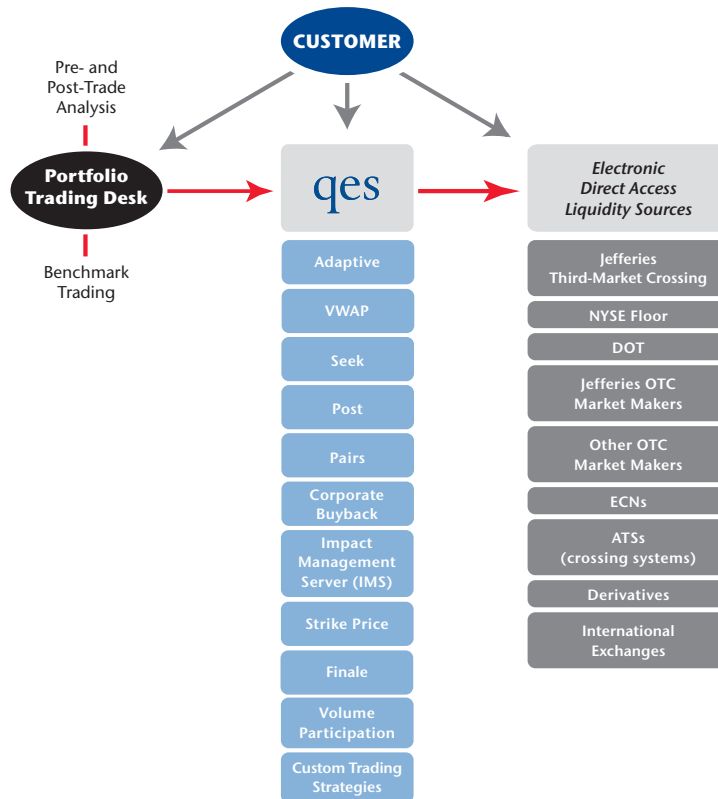 CUSTOMER
Pre- and
Post-Trade
Analysis
Portfolio
Trading Desk
Benchmark
Trading
qes
Adaptive
VWAP
Seek
Post
Pairs
Corporate
Buyback
Impact
Management
Server (IMS)
Strike Price
Finale
Volume
Participation
Custom Trading
Strategies
Electronic
Direct Access
Liquidity Sources
Jefferies
Third-Market Crossing
NYSE Floor
DOT
Jefferies OTC
Market Makers
Other OTC
Market Makers
ECNs
ATSs
(crossing systems)
Derivatives
International
Exchanges